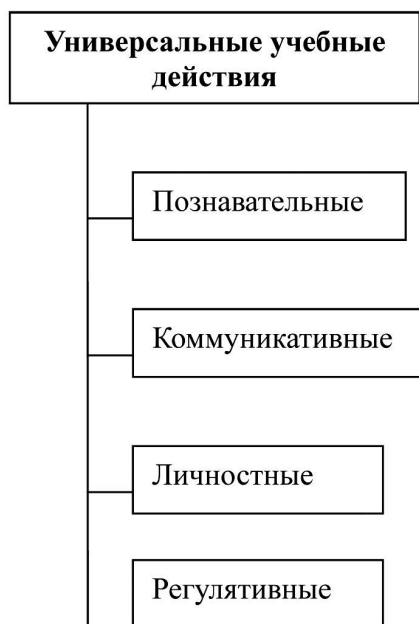 Универсальные учебные
действия
Познавательные
Коммуникативные
Личностные
Регулятивные